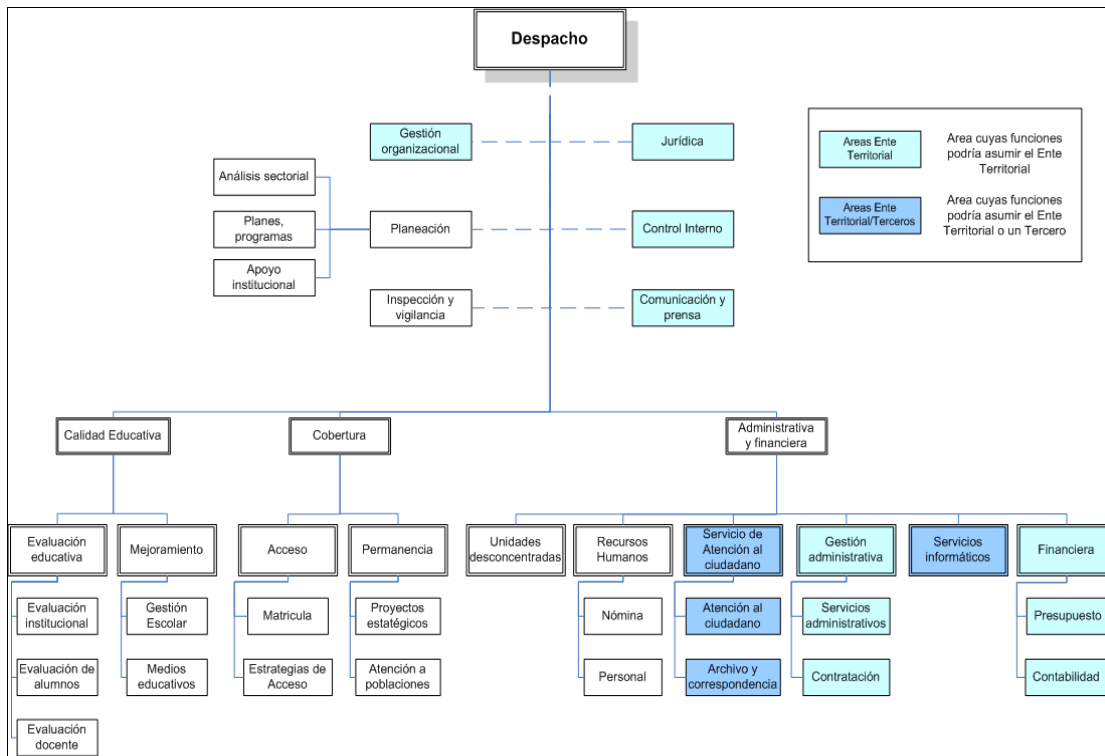 Despacho
Gestión
organizacional
Jurídica
Análisis sectorial
Planes,
programas
Planeación
Control Interno
Apoyo
institucional
Inspección y
vigilancia
Comunicación y
prensa
Areas Ente
Territorial
Area cuyas funciones
podría asumir el Ente
Territorial
Areas Ente
Territorial/Terceros
Area cuyas funciones
podría asumir el Ente
Territorial o un Tercero
Calidad Educativa
Cobertura
Administrativa
y financiera
Evaluación
educativa
Mejoramiento
Acceso
Permanencia
Unidades
desconcentradas
Recursos
Humanos
Servicio de
Atención al
ciudadano
Gestión
administrativa
Servicios
informáticos
Financiera
Evaluación
institucional
Gestión
Escolar
Matricula
Proyectos
estatégicos
Nómina
Atención al
ciudadano
Servicios
administrativos
Presupuesto
Evaluación de
alumnos
Medios
educativos
Estrategias de
Acceso
Atención a
poblaciones
Personal
Archivo y
correspondencia
Contratación
Contabilidad
Evaluación
docente